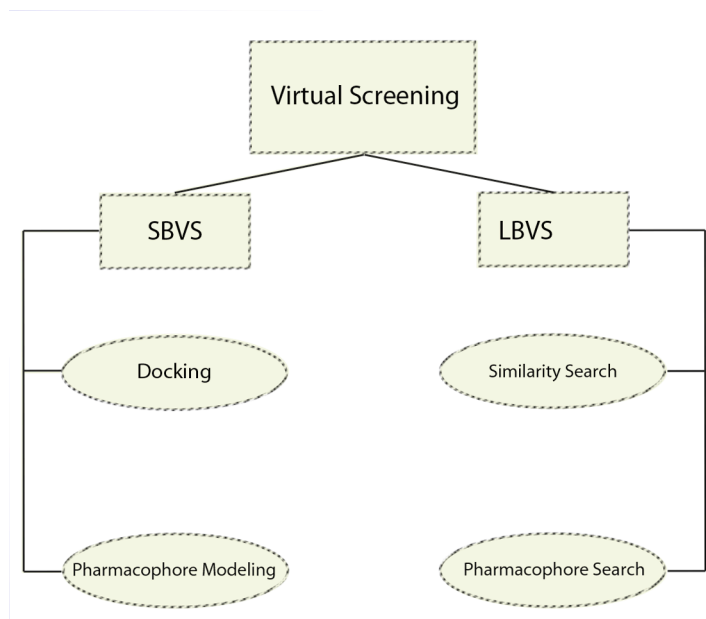 Virtual Screening
SBVS
LBVS
Docking
Similarity Search
Pharmacophore Modeling
Pharmacophore Search